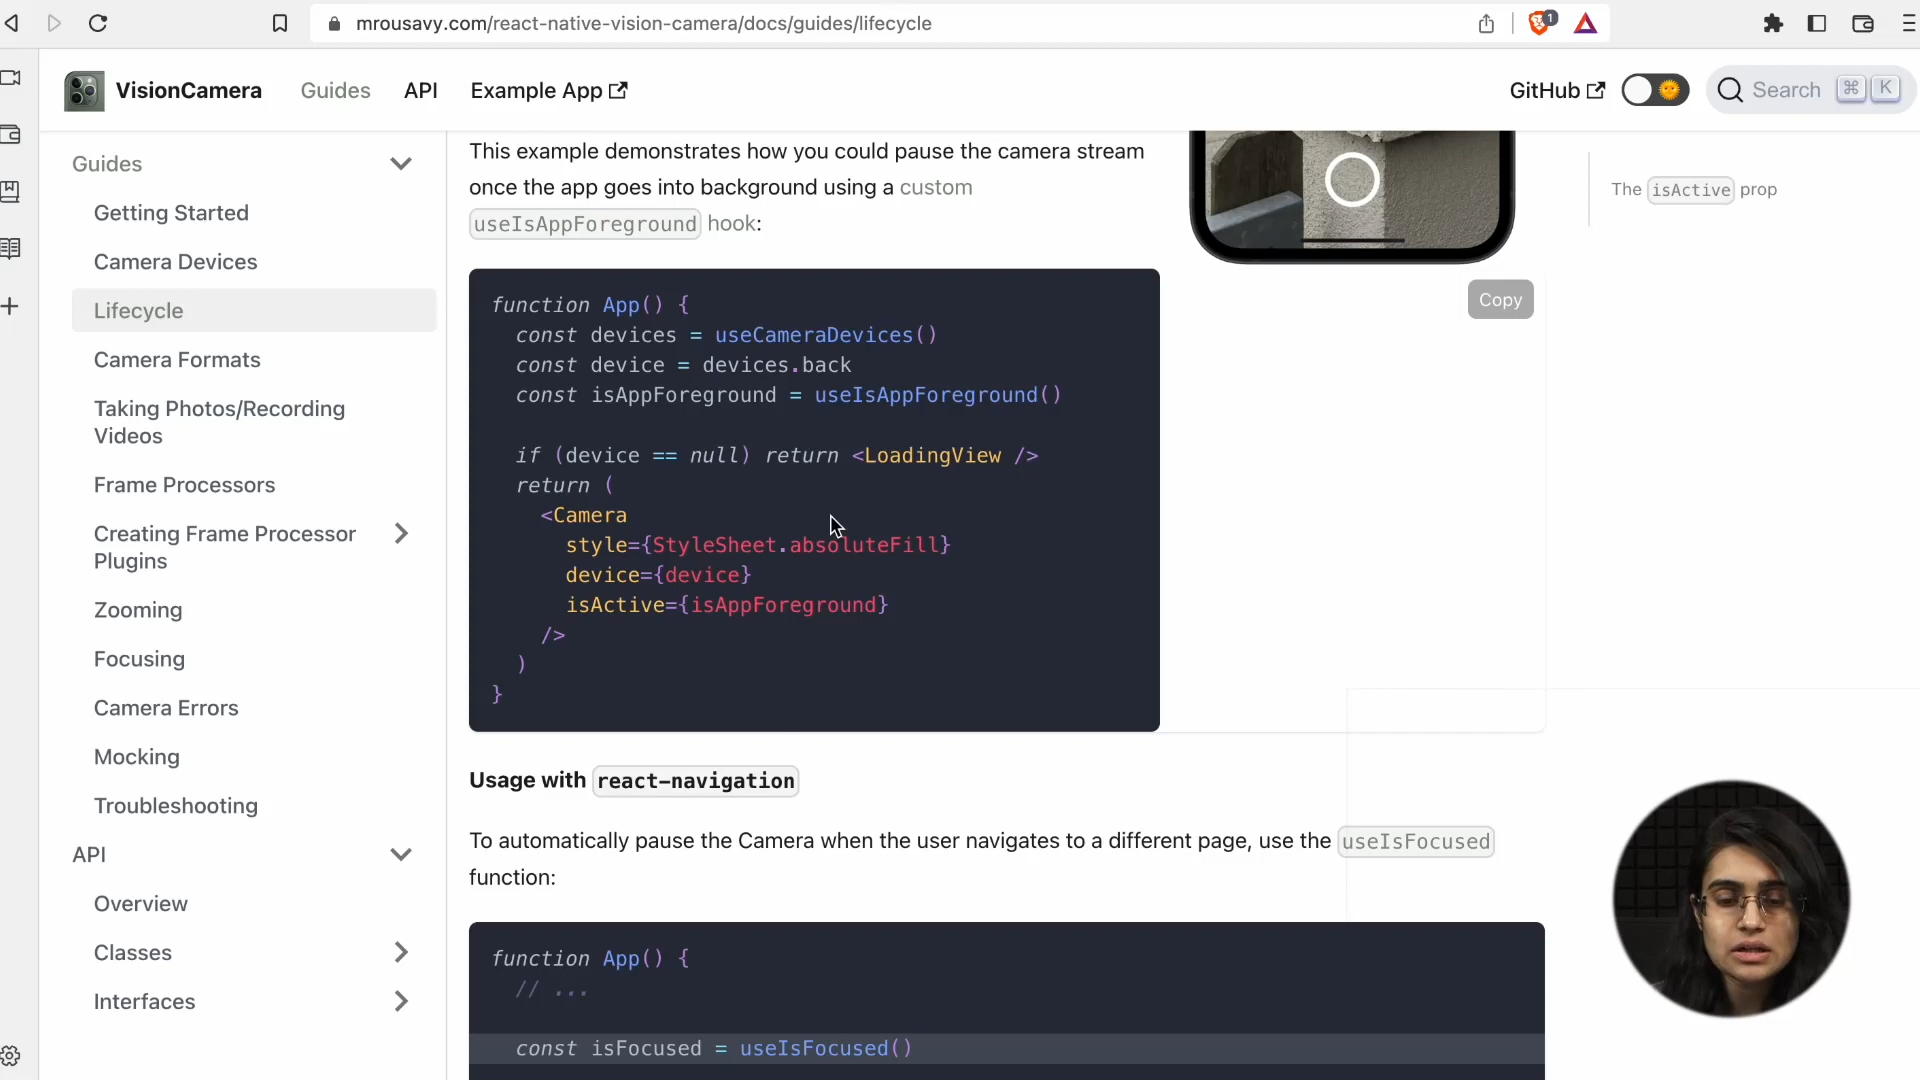 mrousavy.com/react-native-vision-camera/docs/guides/lifecycle
1
VisionCamera
Guides
API
Example App
GitHub
Search
⌘
K
Guides
Getting Started
Camera Devices
Lifecycle
Camera Formats
Taking Photos/Recording
Videos
Frame Processors
Creating Frame Processor
Plugins
Zooming
Focusing
Camera Errors
Mocking
Troubleshooting
API
Overview
Classes
Interfaces
This example demonstrates how you could pause the camera stream
once the app goes into background using a custom
useIsAppForeground hook:
function App() {
  const devices = useCameraDevices()
  const device = devices.back
  const isAppForeground = useIsAppForeground()

  if (device == null) return <LoadingView />
  return (
    <Camera
      style={StyleSheet.absoluteFill}
      device={device}
      isActive={isAppForeground}
    />
  )
}
Copy
Usage with react-navigation
To automatically pause the Camera when the user navigates to a different page, use the useIsFocused
function:
function App() {
  // ...

  const isFocused = useIsFocused()
The isActive prop